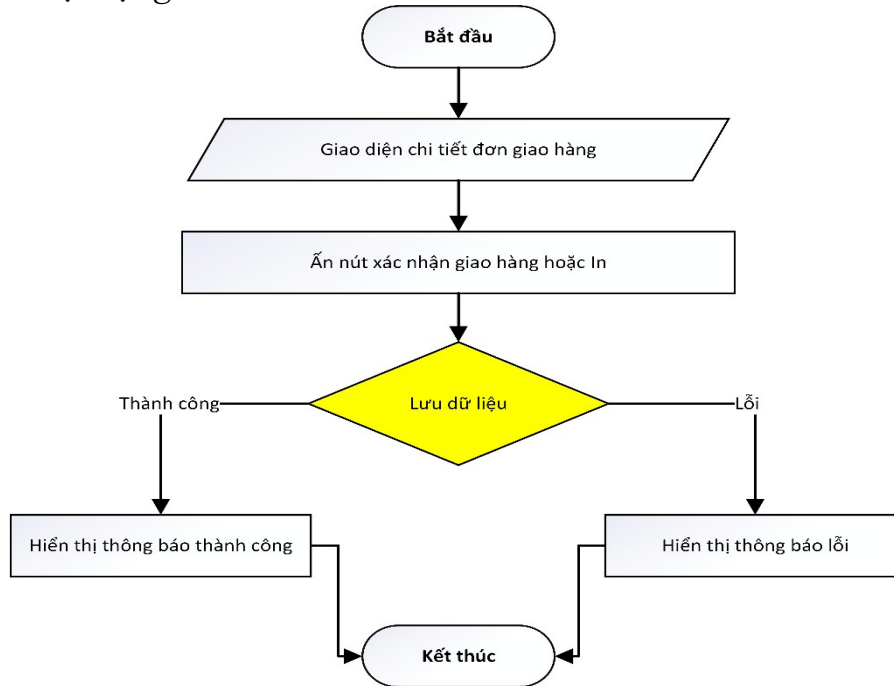 Bắt đầu
Giao diện chi tiết đơn giao hàng
Ấn nút xác nhận giao hàng hoặc In
Thành công
Lưu dữ liệu
Lỗi
Hiển thị thông báo thành công
Hiển thị thông báo lỗi
Kết thúc